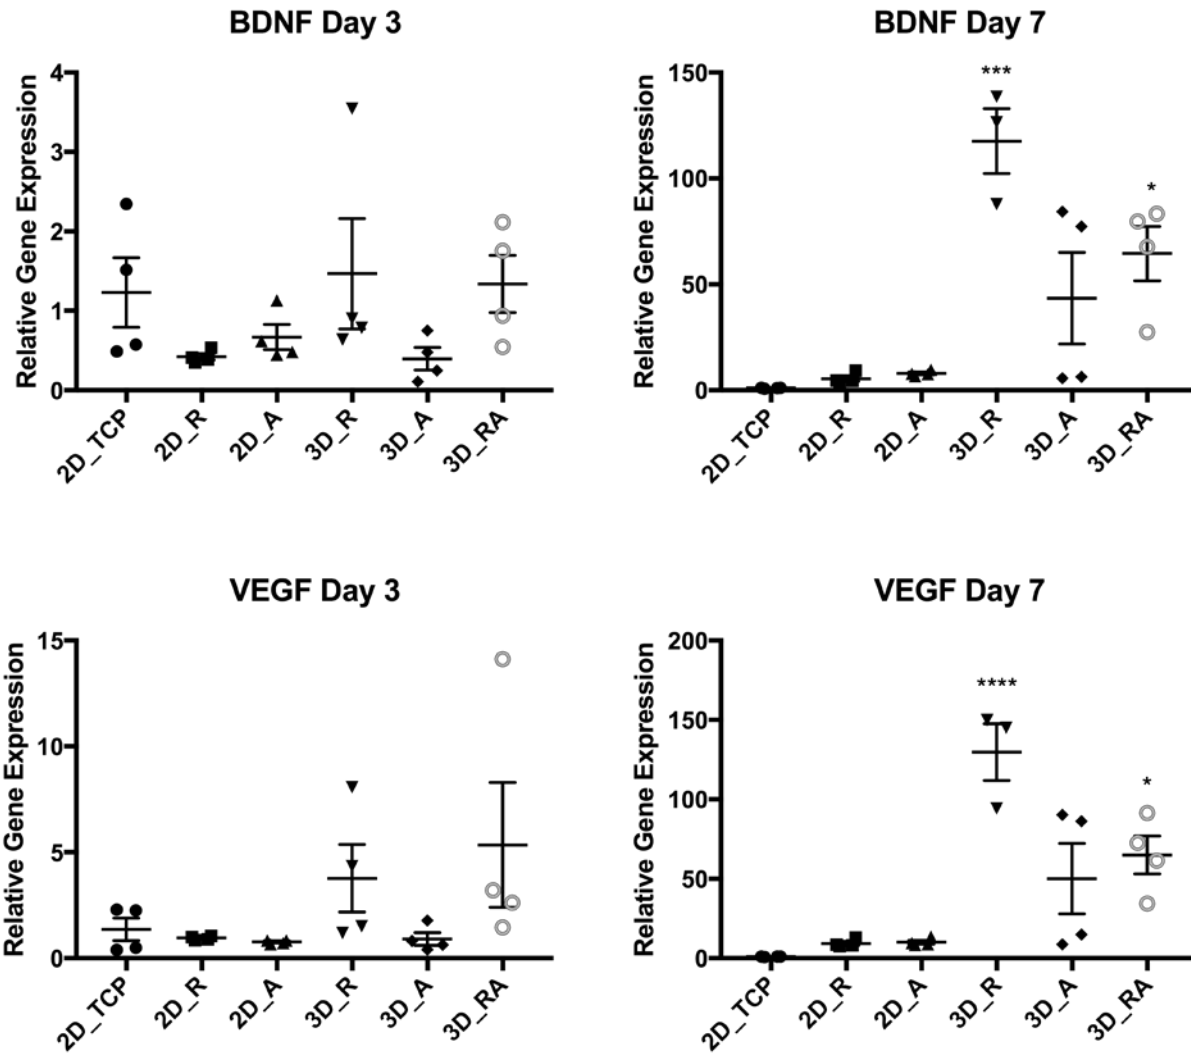 BDNF Day 3
Relative Gene Expression
4
3
2
1
0
2D_TCP
2D_R
2D_A
3D_R
3D_A
3D_RA
BDNF Day 7
Relative Gene Expression
150
100
50
0
***
*
2D_TCP
2D_R
2D_A
3D_R
3D_A
3D_RA
VEGF Day 3
Relative Gene Expression
15
10
5
0
2D_TCP
2D_R
2D_A
3D_R
3D_A
3D_RA
VEGF Day 7
Relative Gene Expression
200
150
100
50
0
****
*
2D_TCP
2D_R
2D_A
3D_R
3D_A
3D_RA